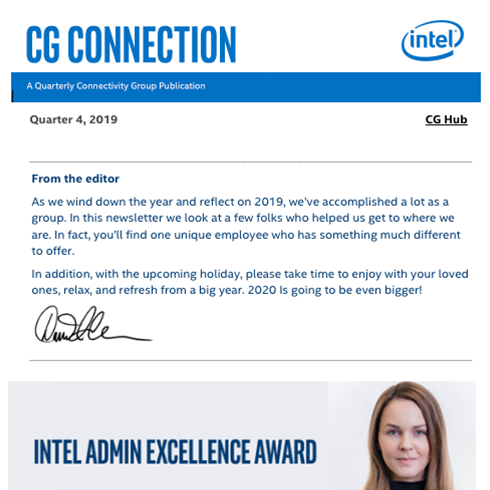 CG CONNECTION
intel
A Quarterly Connectivity Group Publication
Quarter 4, 2019
CG Hub
From the editor
As we wind down the year and reflect on 2019, we've accomplished a lot as a
group. In this newsletter we look at a few folks who helped us get to where we
are. In fact, you'll find one unique employee who has something much different
to offer.
In addition, with the upcoming holiday, please take time to enjoy with your loved
ones, relax, and refresh from a big year. 2020 Is going to be even bigger!
INTEL ADMIN EXCELLENCE AWARD